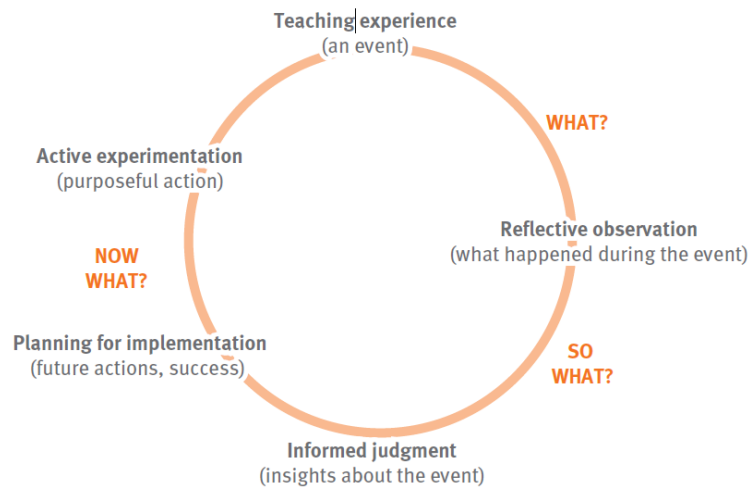 Teaching experience
(an event)
WHAT?
Reflective observation
(what happened during the event)
SO
WHAT?
Informed judgment
(insights about the event)
Planning for implementation
(future actions, success)
NOW
WHAT?
Active experimentation
(purposeful action)